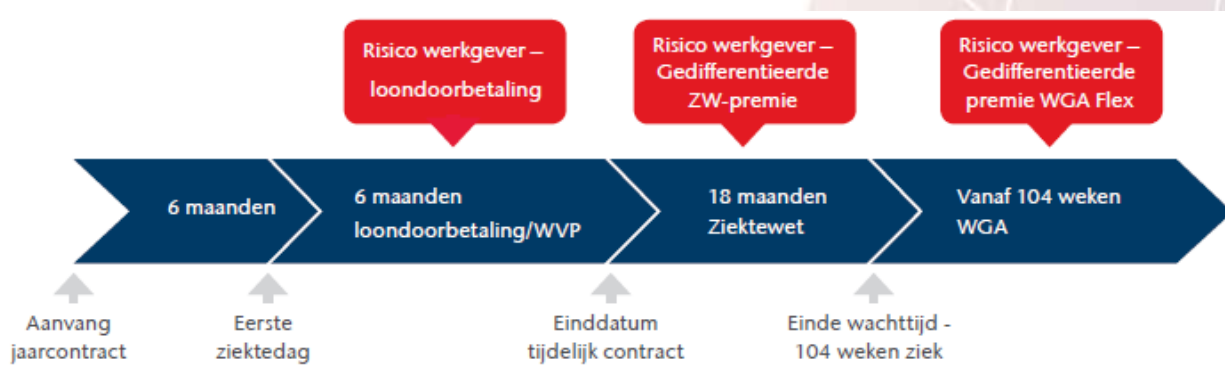 Risico werkgever –
loondoorbetaling
Risico werkgever –
Gedifferentieerde
ZW-premie
Risico werkgever –
Gedifferentieerde
premie WGA Flex
6 maanden
6 maanden
loondoorbetaling/WVP
18 maanden
Ziektewet
Vanaf 104 weken
WGA
Aanvang
jaarcontract
Eerste
ziektedag
Einddatum
tijdelijk contract
Einde wachttijd -
104 weken ziek